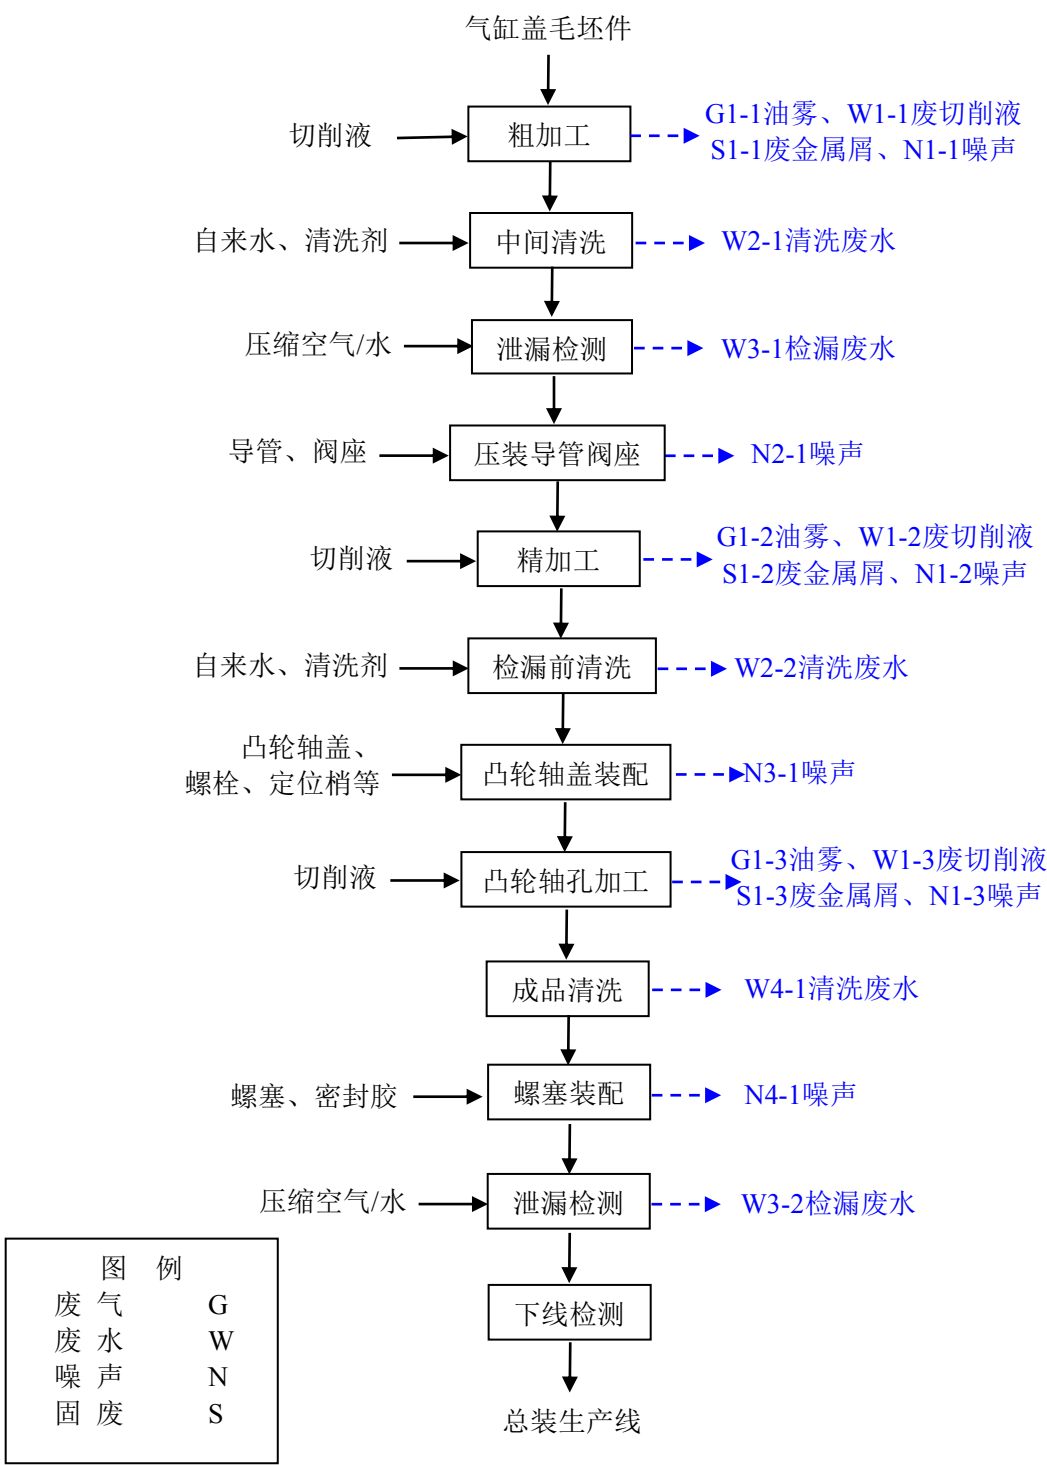 气缸盖毛坯件
切削液
粗加工
G1-1油雾、W1-1废切削液
S1-1废金属屑、N1-1噪声
自来水、清洗剂
中间清洗
W2-1清洗废水
压缩空气/水
泄漏检测
W3-1检漏废水
导管、阀座
压装导管阀座
N2-1噪声
切削液
精加工
G1-2油雾、W1-2废切削液
S1-2废金属屑、N1-2噪声
自来水、清洗剂
检漏前清洗
W2-2清洗废水
凸轮轴盖、
螺栓、定位梢等
凸轮轴盖装配
N3-1噪声
切削液
凸轮轴孔加工
G1-3油雾、W1-3废切削液
S1-3废金属屑、N1-3噪声
成品清洗
W4-1清洗废水
螺塞、密封胶
螺塞装配
N4-1噪声
压缩空气/水
泄漏检测
W3-2检漏废水
下线检测
总装生产线
图 例
废 气 G
废 水 W
噪 声 N
固 废 S